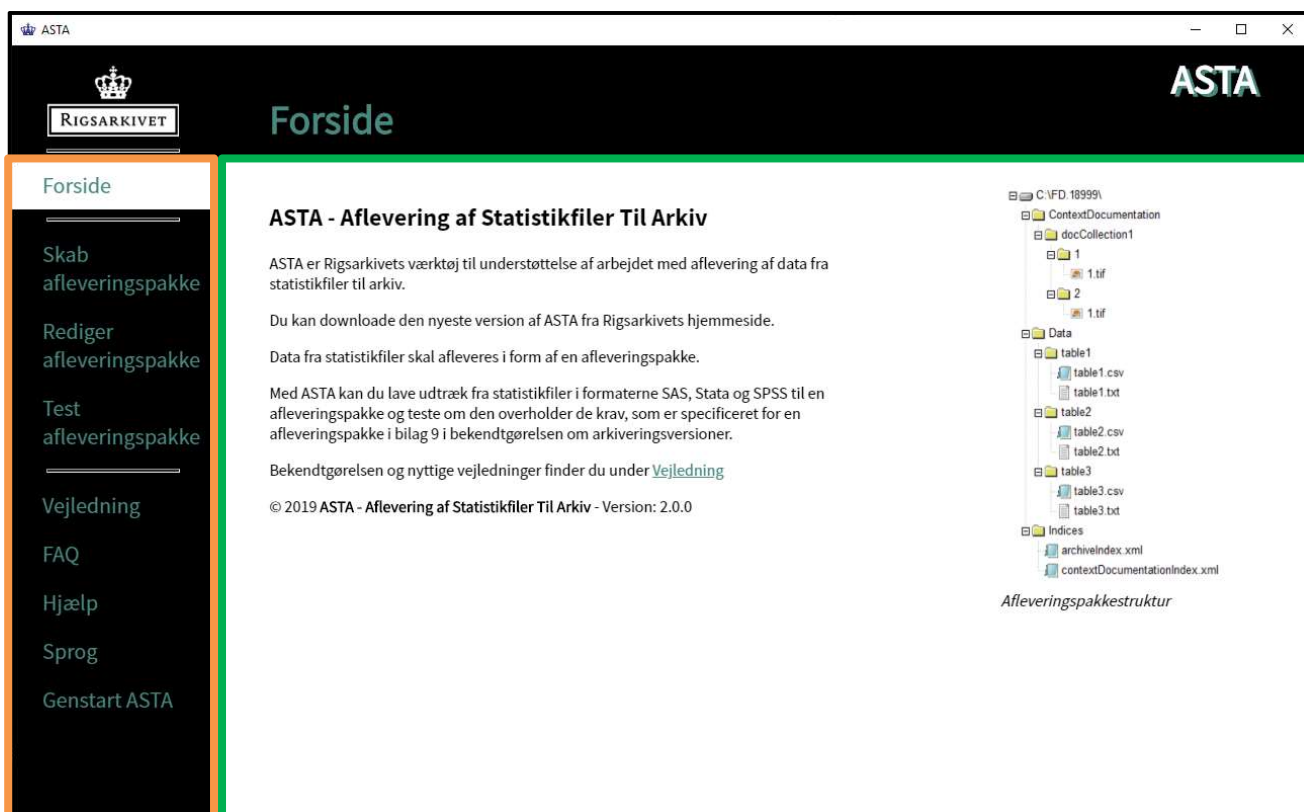 ASTA
RIGSARKIVET
Forside
ASTA
Forside
Skab
afleveringspakke
Rediger
afleveringspakke
Test
afleveringspakke
Vejledning
FAQ
Hjælp
Sprog
Genstart ASTA
ASTA - Aflevering af Statistikfiler Til Arkiv
ASTA er Rigsarkivets værktøj til understøttelse af arbejdet med aflevering af data fra
statistikfiler til arkiv.
Du kan downloade den nyeste version af ASTA fra Rigsarkivets hjemmeside.
Data fra statistikfiler skal afleveres i form af en afleveringspakke.
Med ASTA kan du lave udtræk fra statistikfiler i formaterne SAS, Stata og SPSS til en
afleveringspakke og teste om den overholder de krav, som er specificeret for en
afleveringspakke i bilag 9 i bekendtgørelsen om arkiveringsversioner.
Bekendtgørelsen og nyttige vejledninger finder du under Vejledning
© 2019 ASTA - Aflevering af Statistikfiler Til Arkiv - Version: 2.0.0
C:\FD.18999\
ContextDocumentation
docCollection1
1
1.tif
2
1.tif
Data
table1
table1.csv
table1.txt
table2
table2.csv
table2.txt
table3
table3.csv
table3.txt
Indices
archiveIndex.xml
contextDocumentationIndex.xml
Afleveringspakkestruktur